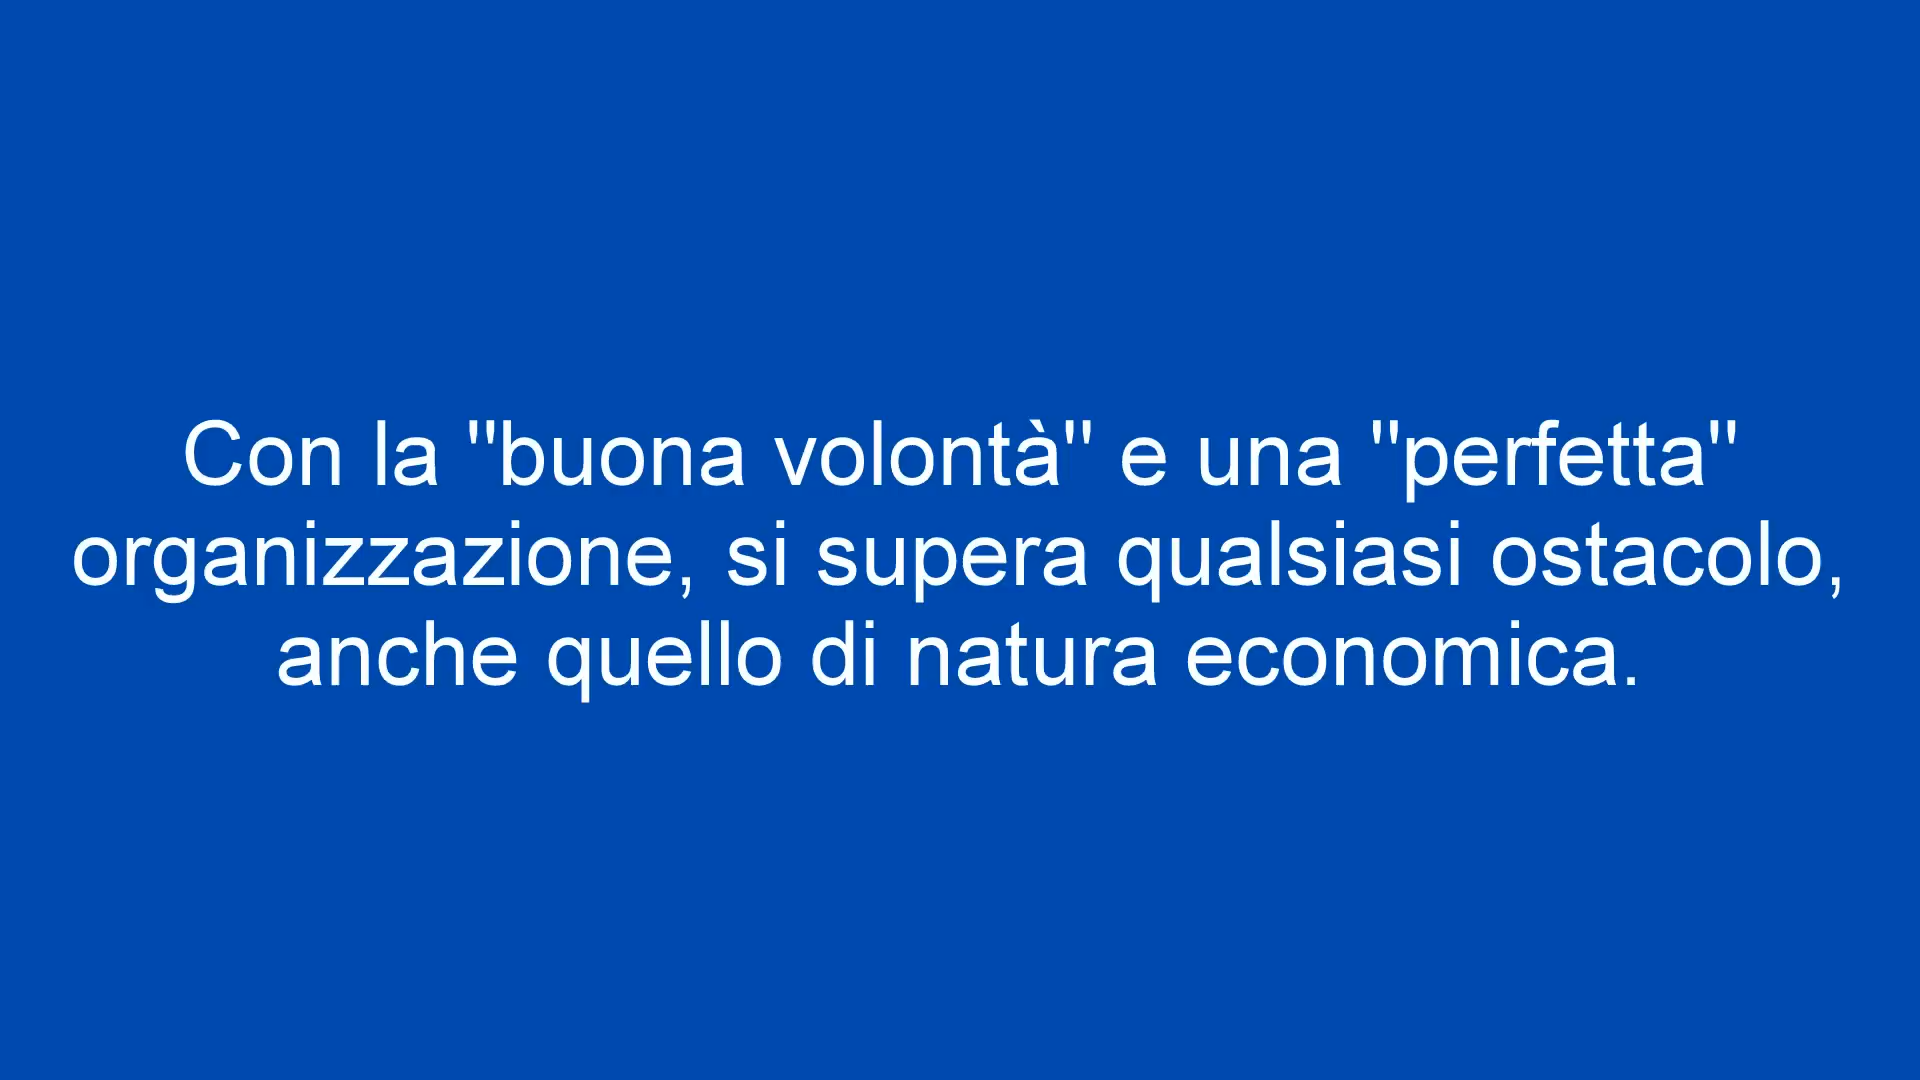 Con la "buona volontà" e una "perfetta"
organizzazione, si supera qualsiasi ostacolo,
anche quello di natura economica.